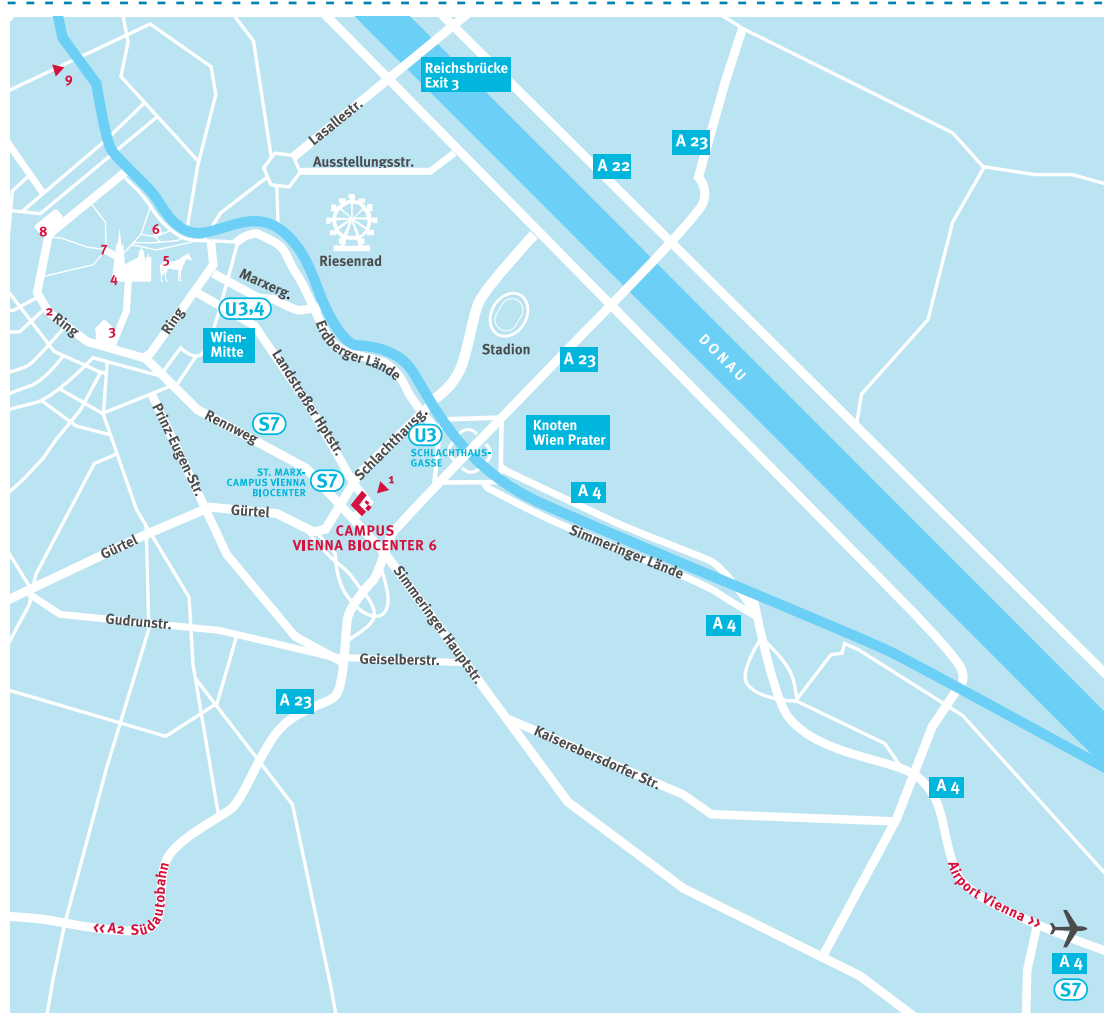 Reichsbrücke
Exit 3
9
Lasallestr.
Ausstellungsstr.
A 23
A 22
8
6
7
5
4
Riesenrad
Marxerg.
2
Ring
3
Ring
U3,4
Wien-
Mitte
Erdberger Lände
Stadion
DONAU
A 23
Landstraßer Hptstr.
Prinz-Eugen-Str.
Rennweg
S7
Schlachthausg.
U3
SCHLACHTHAUS-
GASSE
Knoten
Wien Prater
ST. MARX-
CAMPUS VIENNA
BIOCENTER
S7
1
A 4
Gürtel
Gürtel
CAMPUS
VIENNA BIOCENTER 6
Simmeringer Lände
Simmeringer Hauptstr.
Gudrunstr.
A 4
Geiselberstr.
A 23
Kaiserebersdorfer Str.
A 4
Airport Vienna ››
‹‹ A2 Südautobahn
A 4
S7